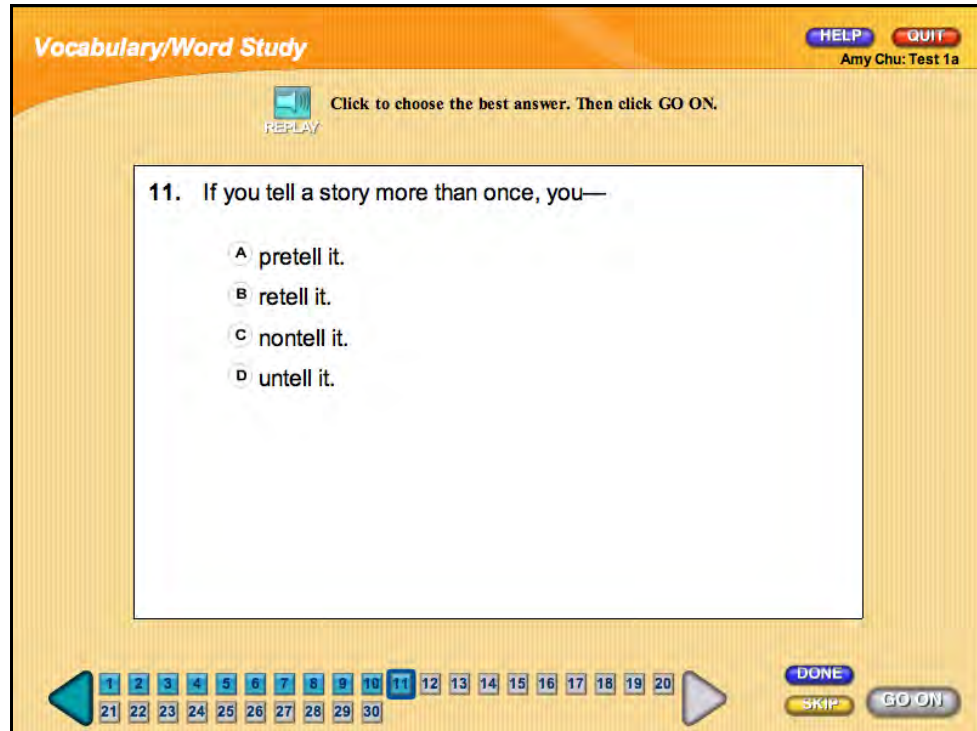 Vocabulary/Word Study
HELP QUIT
Amy Chu: Test 1a
Click to choose the best answer. Then click GO ON.
REPLAY
11. If you tell a story more than once, you—
A pretell it.
B retell it.
C nontell it.
D untell it.
1 2 3 4 5 6 7 8 9 10 11 12 13 14 15 16 17 18 19 20
21 22 23 24 25 26 27 28 29 30
DONE
SKIP
GO ON